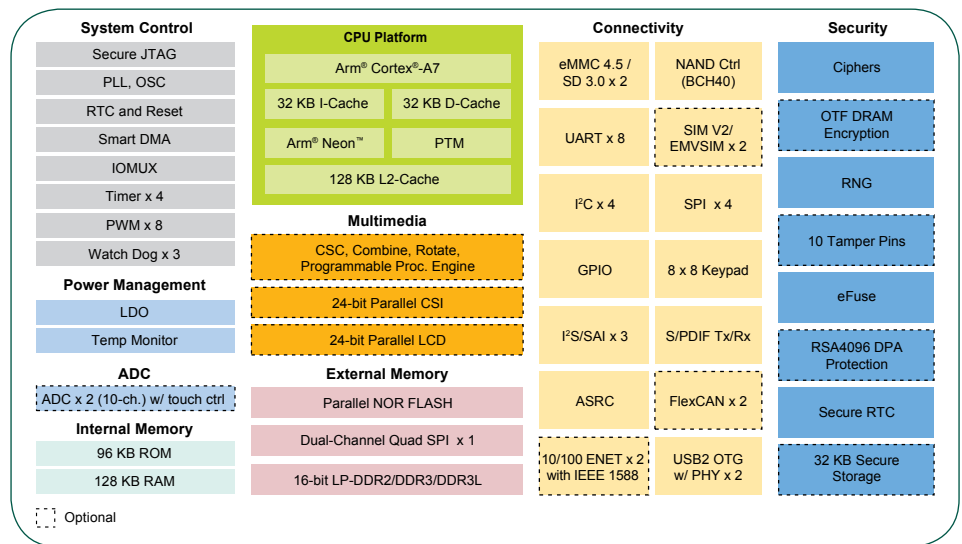 System Control
Secure JTAG
PLL, OSC
RTC and Reset
Smart DMA
IOMUX
Timer x 4
PWM x 8
Watch Dog x 3
Power Management
LDO
Temp Monitor
ADC
ADC x 2 (10-ch.) w/ touch ctrl
Internal Memory
96 KB ROM
128 KB RAM
Optional
CPU Platform
Arm® Cortex®-A7
32 KB I-Cache
32 KB D-Cache
Arm® Neon™
PTM
128 KB L2-Cache
Multimedia
CSC, Combine, Rotate,
Programmable Proc. Engine
24-bit Parallel CSI
24-bit Parallel LCD
External Memory
Parallel NOR FLASH
Dual-Channel Quad SPI x 1
16-bit LP-DDR2/DDR3/DDR3L
Connectivity
eMMC 4.5 /
SD 3.0 x 2
NAND Ctrl
(BCH40)
UART x 8
SIM V2/
EMVSIM x 2
I²C x 4
SPI x 4
GPIO
8 x 8 Keypad
I²S/SAI x 3
S/PDIF Tx/Rx
ASRC
FlexCAN x 2
10/100 ENET x 2
with IEEE 1588
USB2 OTG
w/ PHY x 2
Security
Ciphers
OTF DRAM
Encryption
RNG
10 Tamper Pins
eFuse
RSA4096 DPA
Protection
Secure RTC
32 KB Secure
Storage